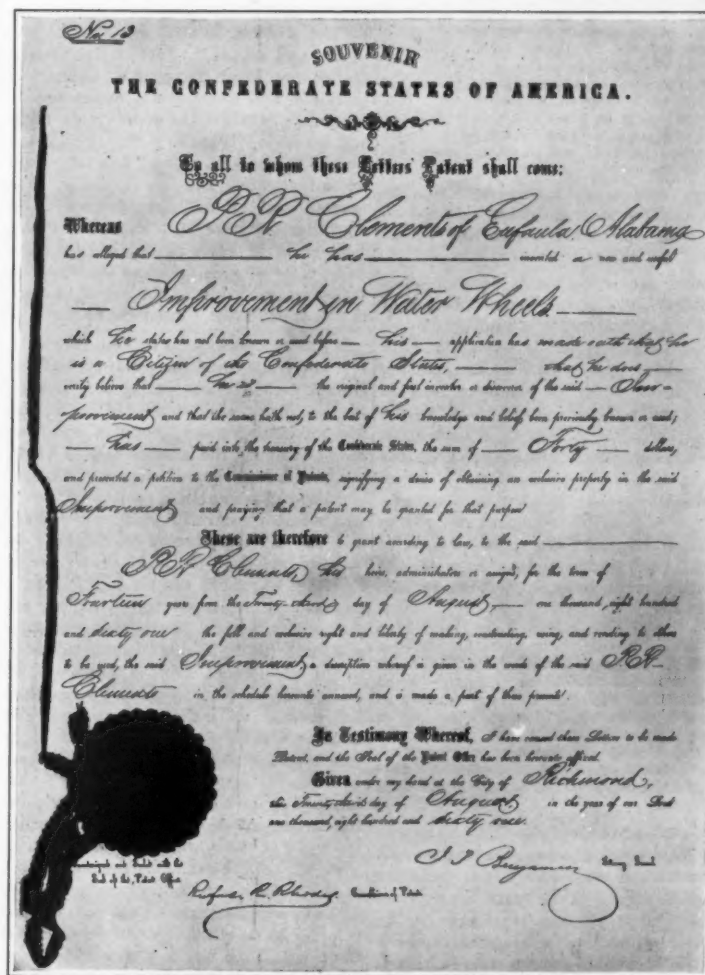 No 13
SOUVENIR
THE CONFEDERATE STATES OF AMERICA.
To all to whom these Letters Patent shall come:
Whereas Clements of Eufaula, Alabama
has alleged that he has invented a new and useful
Improvement in Water Wheels
which he states has not been known or used before his application has made oath that he
is a Citizen of the Confederate States, that he does
verily believe that he is the original and first inventor or discoverer of the said Im-
provement and that the same hath not, to the best of his knowledge and belief, been previously known or used;
has paid into the treasury of the Confederate States, the sum of Forty dollars,
and presented a petition to the Commissioner of Patents, signifying a desire of obtaining an exclusive property in the said
Improvement and praying that a patent may be granted for that purpose
These are therefore to grant according to law, to the said
Clements, his heirs, administrators or assigns, for the term of
Fourteen years from the Twenty third day of August, one thousand, eight hundred
and sixty one the full and exclusive right and liberty of making, constructing, using, and vending to others
to be used, the said Improvement a description whereof is given in the words of the said
Clements in the schedule hereunto annexed, and is made a part of these presents.
In Testimony Whereof, I have caused these Letters to be made
Patent, and the Seal of the Patent Office has been hereunto affixed
Given under my hand at the City of Richmond,
this Twenty third day of August in the year of our Lord
one thousand, eight hundred and sixty one.
Countersigned and Sealed with the
Seal of the Patent Office
Benjamin
Rufus R. Rhodes Commissioner of Patents